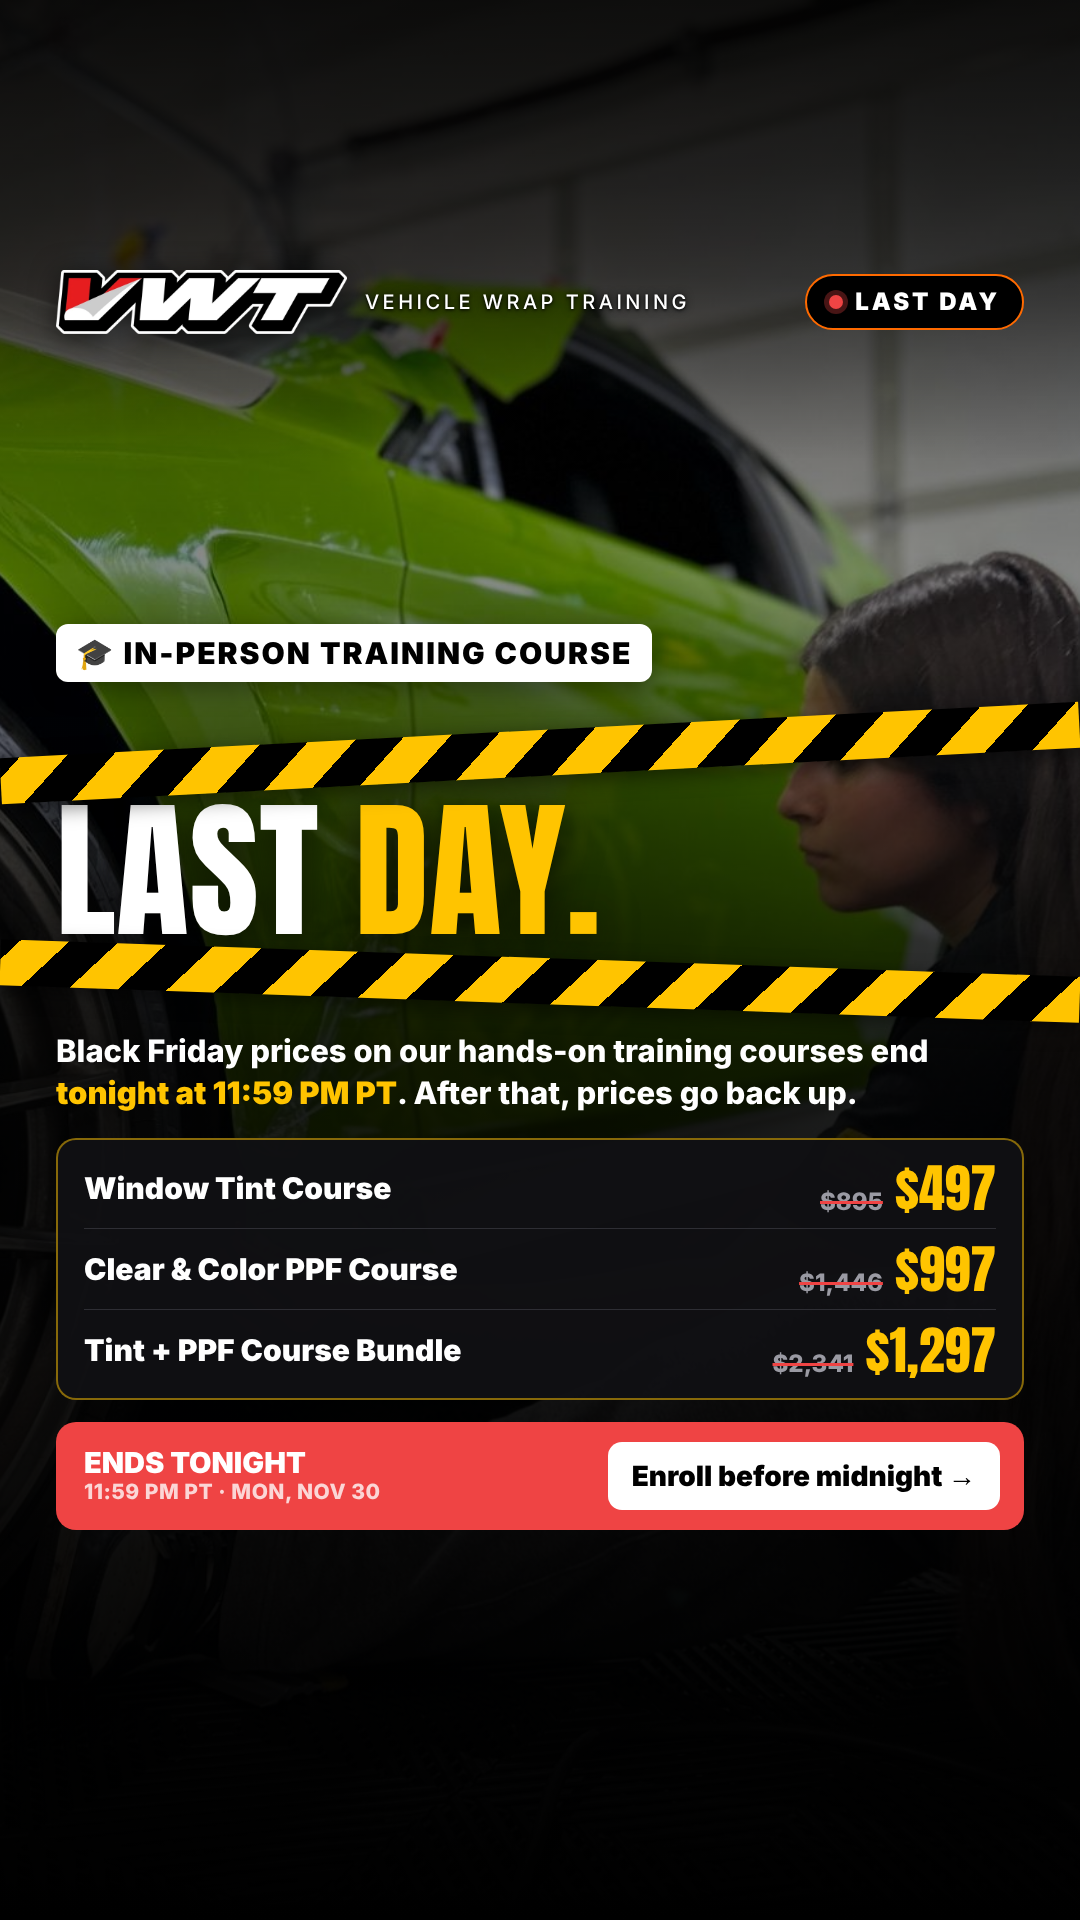 VWT
VEHICLE WRAP TRAINING
LAST DAY
🎓 IN-PERSON TRAINING COURSE
LAST DAY.
Black Friday prices on our hands-on training courses end
tonight at 11:59 PM PT. After that, prices go back up.
Window Tint Course $895 $497
Clear & Color PPF Course $1,446 $997
Tint + PPF Course Bundle $2,341 $1,297
ENDS TONIGHT
11:59 PM PT · MON, NOV 30
Enroll before midnight →